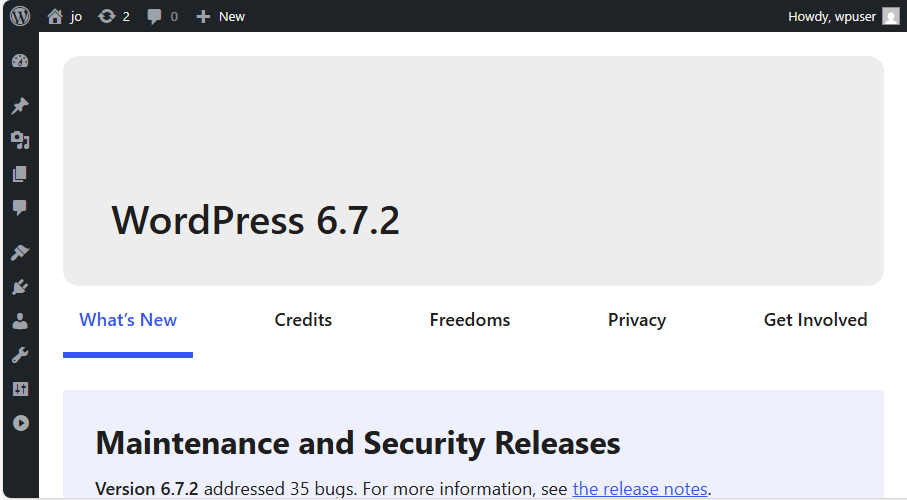 jo 2 0 New Howdy, wpuser
WordPress 6.7.2
What’s New Credits Freedoms Privacy Get Involved
Maintenance and Security Releases
Version 6.7.2 addressed 35 bugs. For more information, see the release notes.